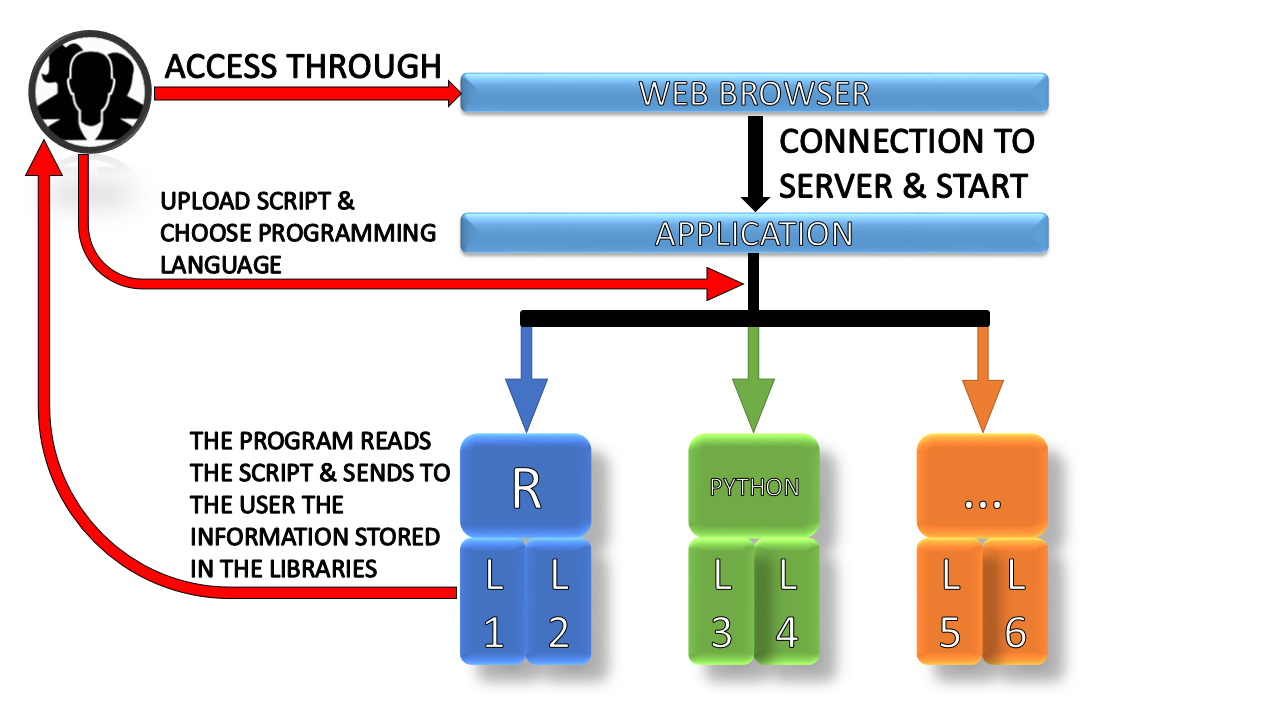 ACCESS THROUGH
WEB BROWSER
CONNECTION TO
SERVER & START
UPLOAD SCRIPT &
CHOOSE PROGRAMMING
LANGUAGE
APPLICATION
THE PROGRAM READS
THE SCRIPT & SENDS TO
THE USER THE
INFORMATION STORED
IN THE LIBRARIES
R
PYTHON
...
L
1
L
2
L
3
L
4
L
5
L
6